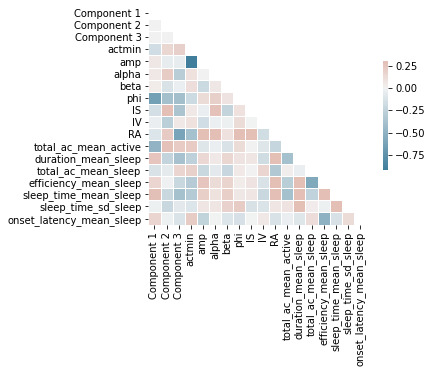 Component 1
Component 2
Component 3
actmin
amp
alpha
beta
phi
IS
IV
RA
total_ac_mean_active
duration_mean_sleep
total_ac_mean_sleep
efficiency_mean_sleep
sleep_time_mean_sleep
sleep_time_sd_sleep
onset_latency_mean_sleep
0.25
0.00
−0.25
−0.50
−0.75
Component 1
Component 2
Component 3
actmin
amp
alpha
beta
phi
IS
IV
RA
total_ac_mean_active
duration_mean_sleep
total_ac_mean_sleep
efficiency_mean_sleep
sleep_time_mean_sleep
sleep_time_sd_sleep
onset_latency_mean_sleep